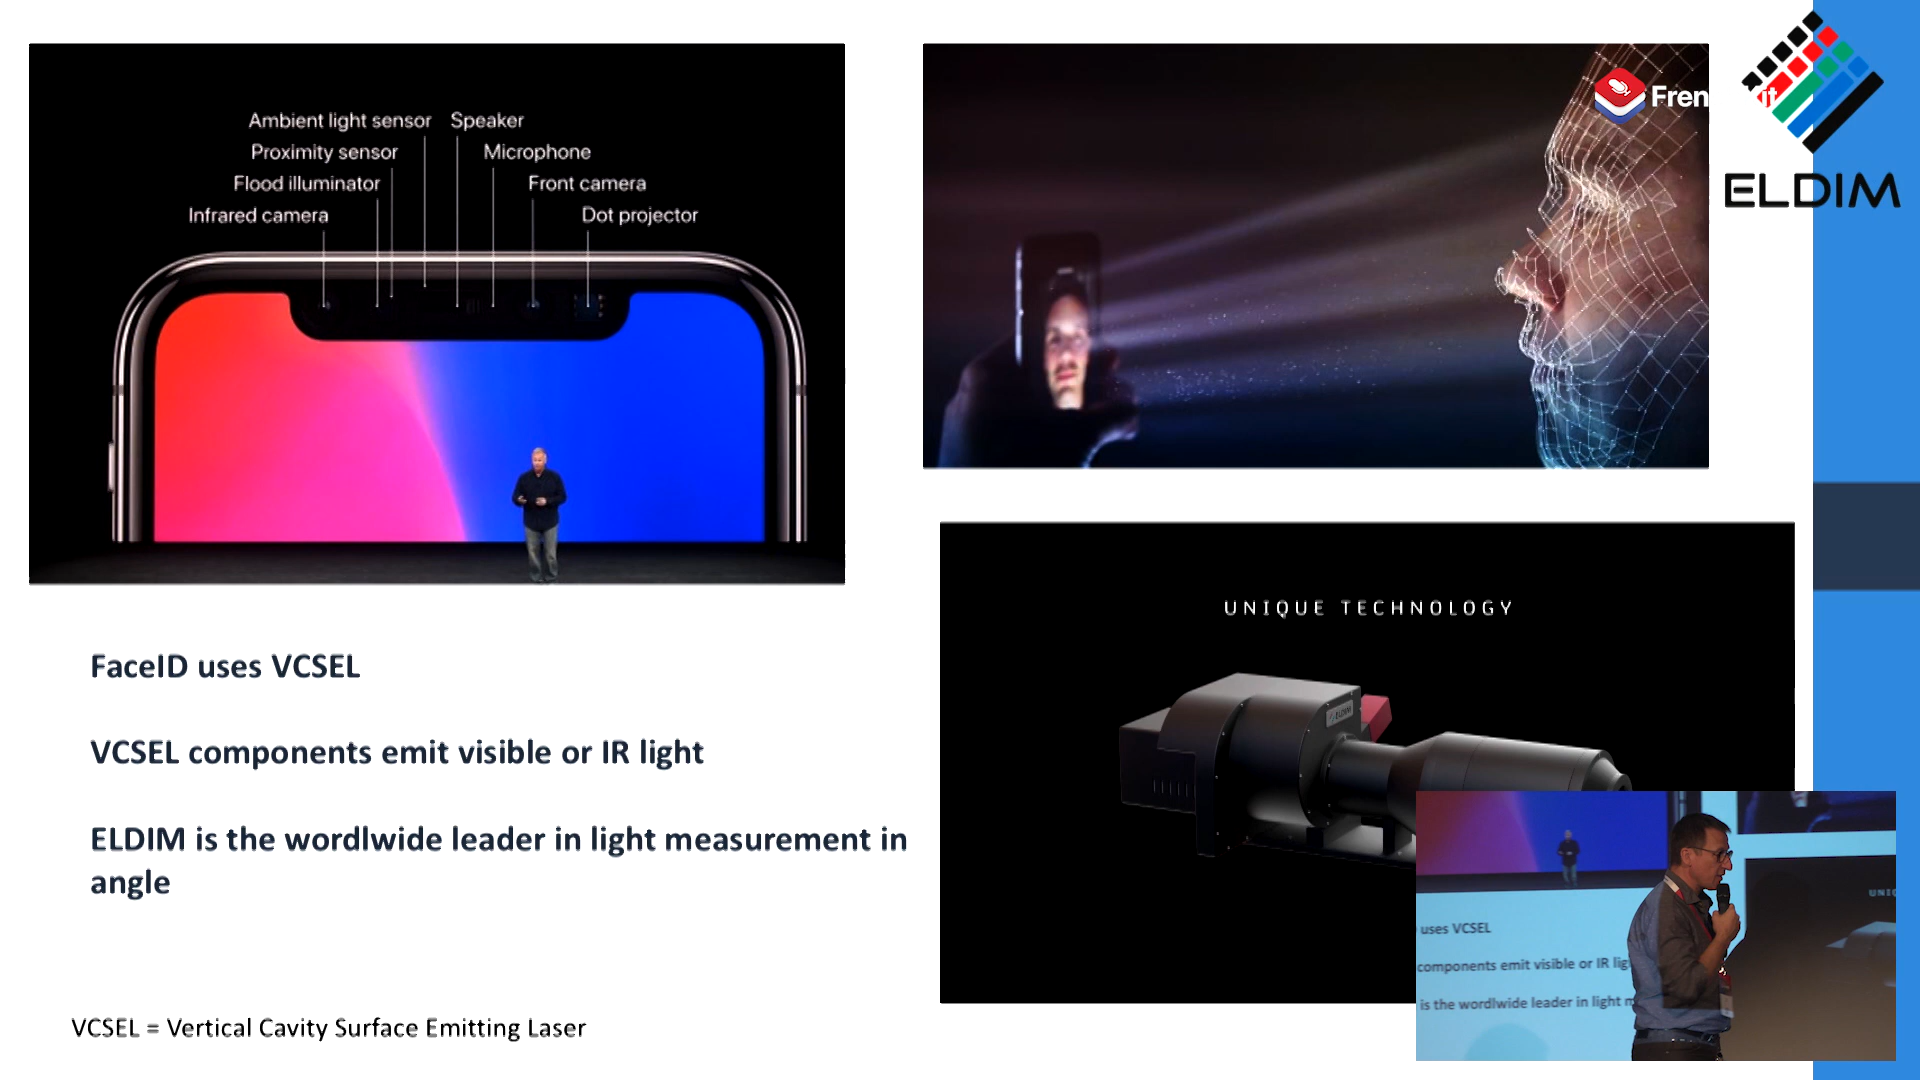 Ambient light sensor Speaker
Proximity sensor Microphone
Flood illuminator Front camera
Infrared camera Dot projector
Fren it
ELDIM
UNIQUE TECHNOLOGY
ELDIM
FaceID uses VCSEL
VCSEL components emit visible or IR light
ELDIM is the wordlwide leader in light measurement in
angle
VCSEL = Vertical Cavity Surface Emitting Laser
UNI
uses VCSEL
components emit visible or IR lig
is the wordlwide leader in light m